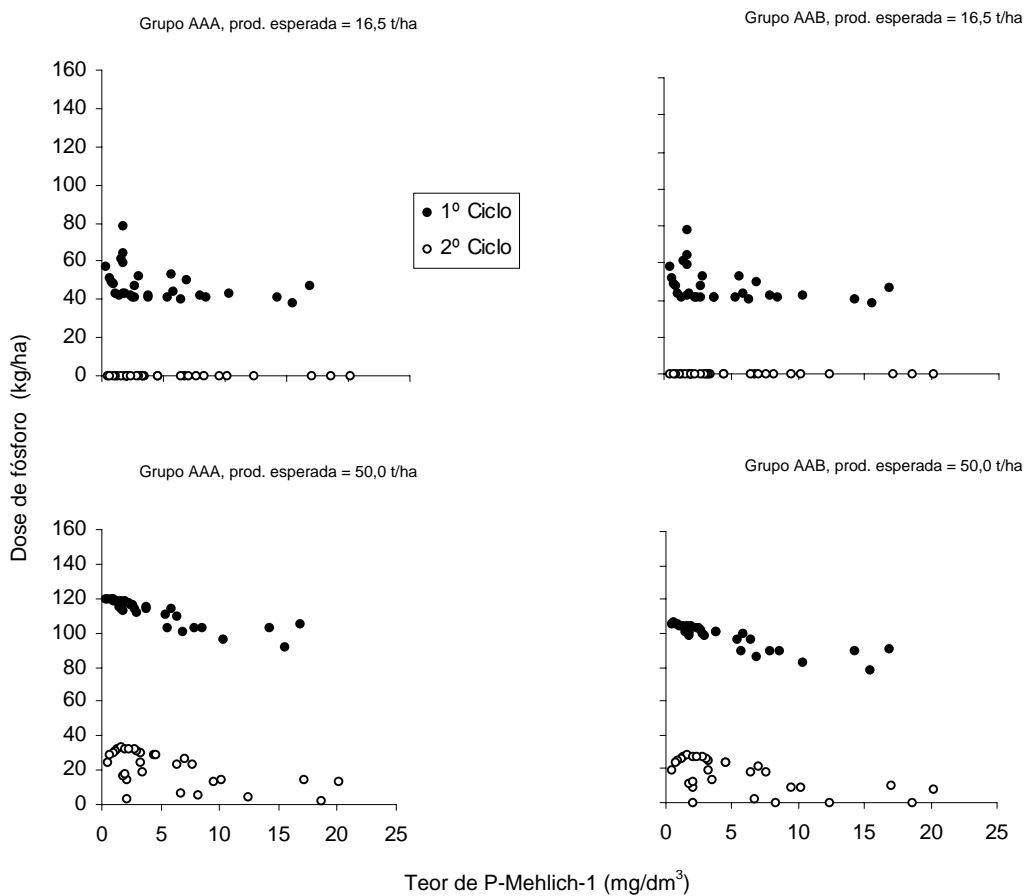 Grupo AAA, prod. esperada = 16,5 t/ha
Grupo AAB, prod. esperada = 16,5 t/ha
160
140
120
100
80
60
40
20
0
1º Ciclo
2º Ciclo
Dose de fósforo (kg/ha)
Grupo AAA, prod. esperada = 50,0 t/ha
Grupo AAB, prod. esperada = 50,0 t/ha
160
140
120
100
80
60
40
20
0
0 5 10 15 20 25
0 5 10 15 20 25
Teor de P-Mehlich-1 (mg/dm³)